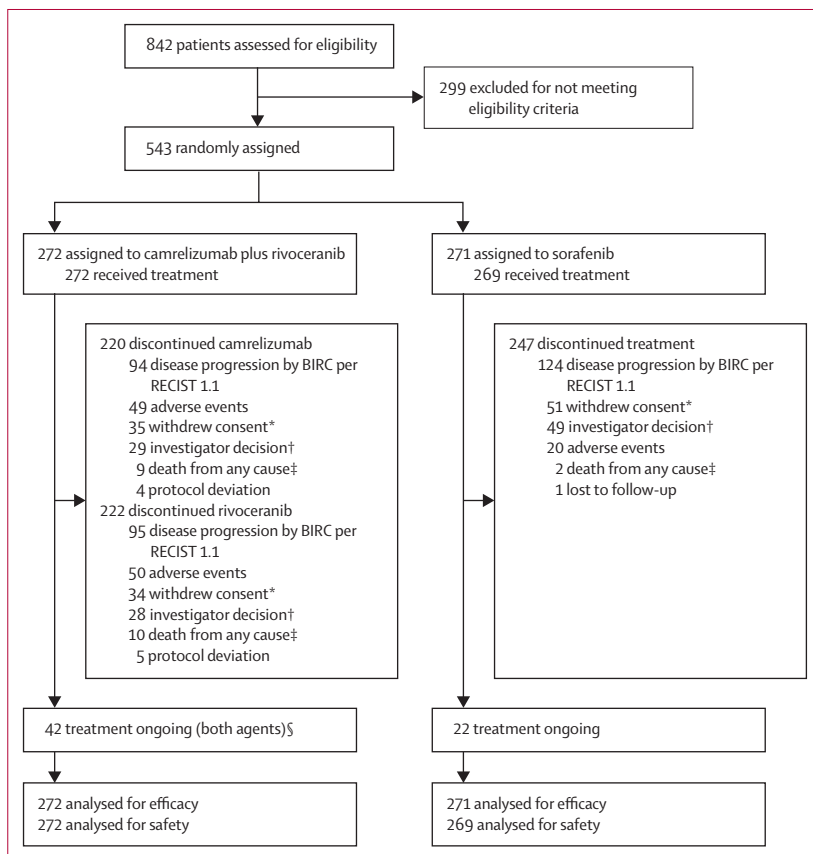 842 patients assessed for eligibility
299 excluded for not meeting
eligibility criteria
543 randomly assigned
272 assigned to camrelizumab plus rivoceranib
272 received treatment
271 assigned to sorafenib
269 received treatment
220 discontinued camrelizumab
94 disease progression by BIRC per
RECIST 1.1
49 adverse events
35 withdrew consent*
29 investigator decision†
9 death from any cause‡
4 protocol deviation
222 discontinued rivoceranib
95 disease progression by BIRC per
RECIST 1.1
50 adverse events
34 withdrew consent*
28 investigator decision†
10 death from any cause‡
5 protocol deviation
247 discontinued treatment
124 disease progression by BIRC per
RECIST 1.1
51 withdrew consent*
49 investigator decision†
20 adverse events
2 death from any cause‡
1 lost to follow-up
42 treatment ongoing (both agents)§
22 treatment ongoing
272 analysed for efficacy
272 analysed for safety
271 analysed for efficacy
269 analysed for safety